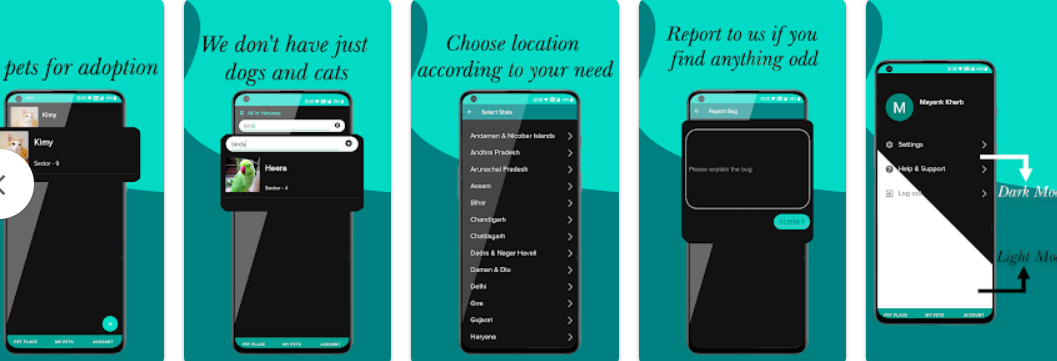 pets for adoption
Kimy
Kimy
Sector - 9
PET PLACE MY PETS ACCOUNT
We don't have just
dogs and cats
All in Haryana
birds
birds
Heera
Sector - 4
PET PLACE MY PETS ACCOUNT
Choose location
according to your need
Select State
Andaman & Nicobar Islands
Andhra Pradesh
Arunachal Pradesh
Assam
Bihar
Chandigarh
Chattisgarh
Dadra & Nagar Haveli
Daman & Diu
Delhi
Goa
Gujarat
Haryana
Report to us if you
find anything odd
Report Bug
Please explain the bug
SUBMIT
M
Mayank Kharb
Settings
Help & Support
Log out
Dark Mo
Light Mo
PET PLACE MY PETS ACCOUNT